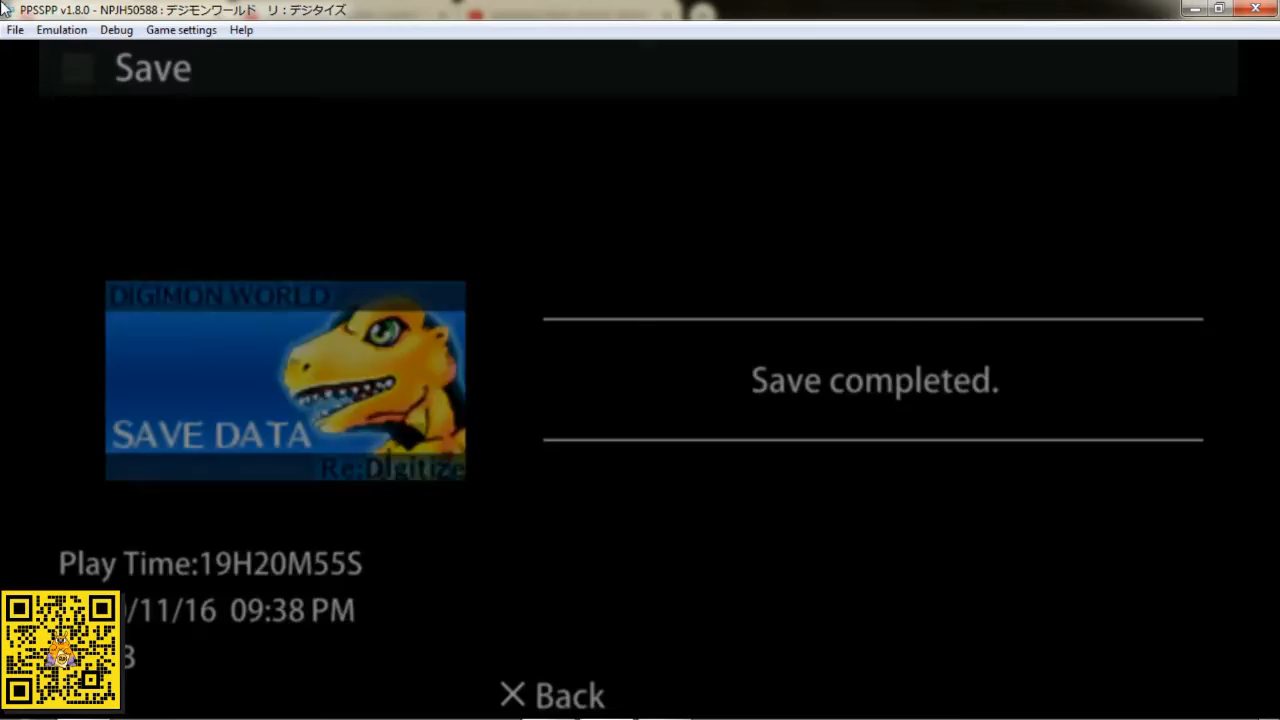 PPSSPP v1.8.0 - NPJH50588 : デジモンワールド　リ：デジタイズ
File Emulation Debug Game settings Help
Save
DIGIMON WORLD
SAVE DATA
Re:Digitize
Save completed.
Play Time:19H20M55S
/11/16 09:38 PM
Back